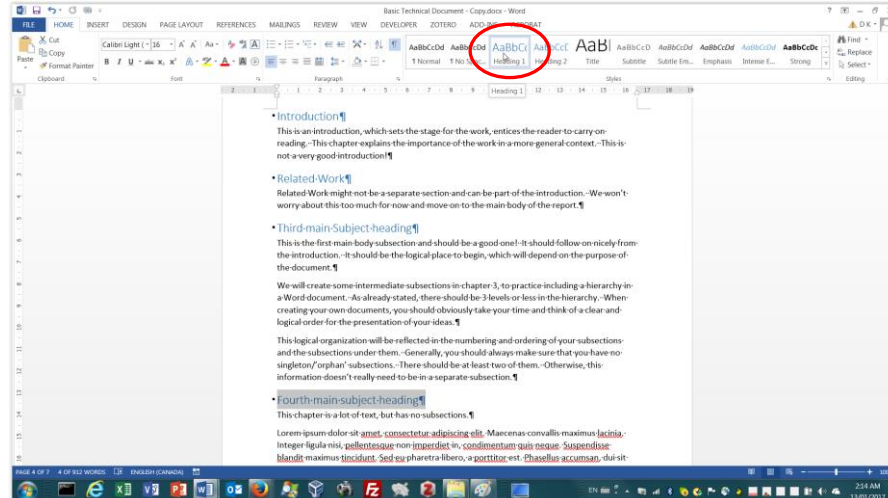 Basic Technical Document - Copy.docx - Word
FILE HOME INSERT DESIGN PAGE LAYOUT REFERENCES MAILINGS REVIEW VIEW DEVELOPER ZOTERO ADD-INS ACROBAT
D K
Cut
Copy
Format Painter
Paste
Calibri Light ( 16
AaBbCcDd AaBbCcDd AaBbCc AaBbCcC AaBl AaBbCcD AaBbCcDd AaBbCcDd AaBbCcDd AaBbCcDc
¶ Normal ¶ No Spac... Heading 1 Heading 2 Title Subtitle Subtle Em... Emphasis Intense E... Strong
Find
Replace
Select
Clipboard Font Paragraph Styles Editing
Heading 1
Introduction¶
This is an introduction, which sets the stage for the work, entices the reader to carry on
reading. This chapter explains the importance of the work in a more general context. This is
not a very good introduction!¶
Related Work¶
Related Work might not be a separate section and can be part of the introduction. We won't
worry about this too much for now and move on to the main body of the report.¶
Third main Subject heading¶
This is the first main body subsection and should be a good one! It should follow on nicely from
the introduction. It should be the logical place to begin, which will depend on the purpose of
the document.¶
We will create some intermediate subsections in chapter 3, to practice including a hierarchy in
a Word document. As already stated, there should be 3 levels or less in the hierarchy. When
creating your own documents, you should obviously take your time and think of a clear and
logical order for the presentation of your ideas.¶
This logical organization will be reflected in the numbering and ordering of your subsections
and the subsections under them. Generally, you should always make sure that you have no
singleton/'orphan' subsections. There should be at least two of them. Otherwise, this
information doesn't really need to be in a separate subsection.¶
Fourth main subject heading¶
This chapter is a lot of text, but has no subsections.¶
Lorem ipsum dolor sit amet, consectetur adipiscing elit. Maecenas convallis maximus lacinia.
Integer ligula nisi, pellentesque non imperdiet in, condimentum quis neque. Suspendisse
blandit maximus tincidunt. Sed eu pharetra libero, a porttitor est. Phasellus accumsan, dui sit
PAGE 4 OF 7 4 OF 912 WORDS ENGLISH (CANADA)
EN
2:14 AM